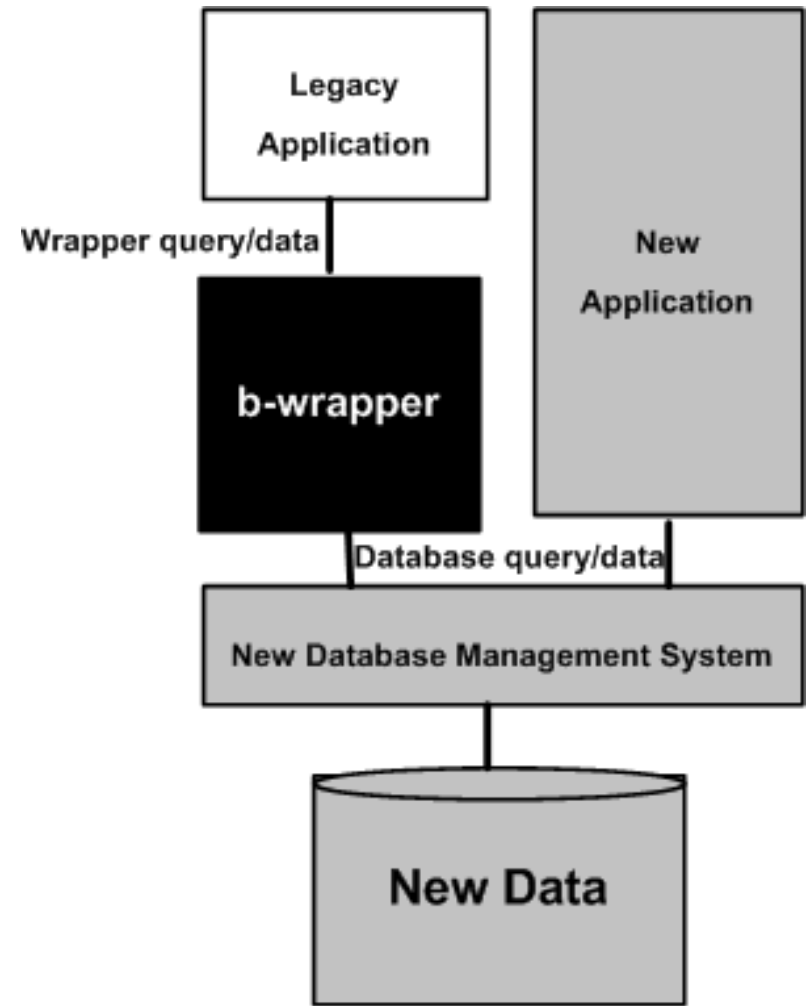 Legacy
Application
Wrapper query/data
New
Application
b-wrapper
Database query/data
New Database Management System
New Data